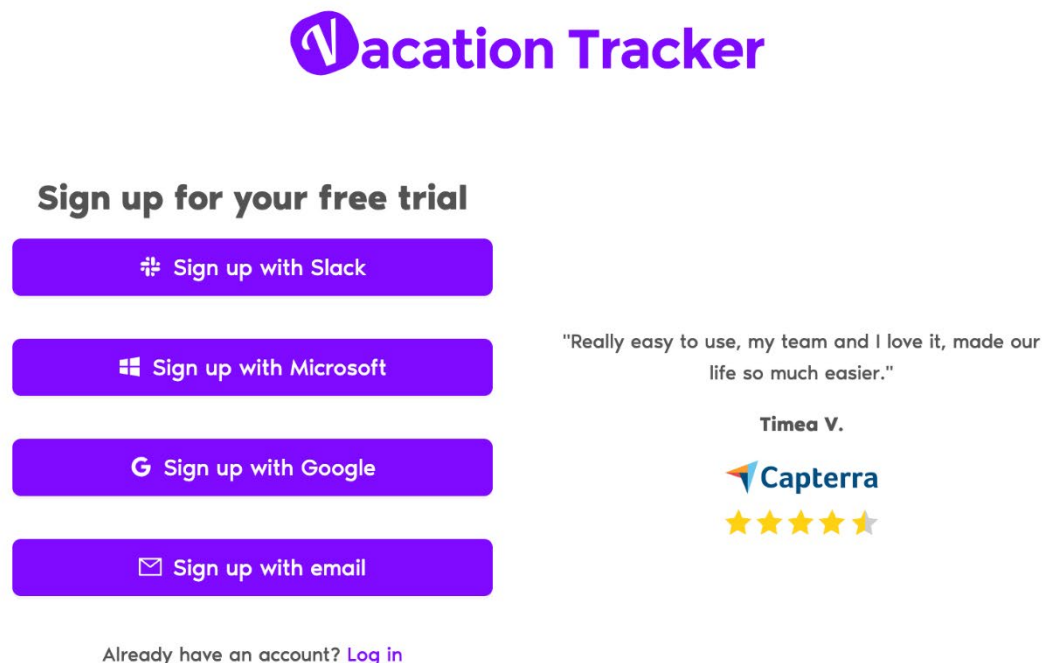 Vacation Tracker
Sign up for your free trial
Sign up with Slack
Sign up with Microsoft
G Sign up with Google
Sign up with email
Already have an account? Log in
"Really easy to use, my team and I love it, made our
life so much easier."
Timea V.
Capterra